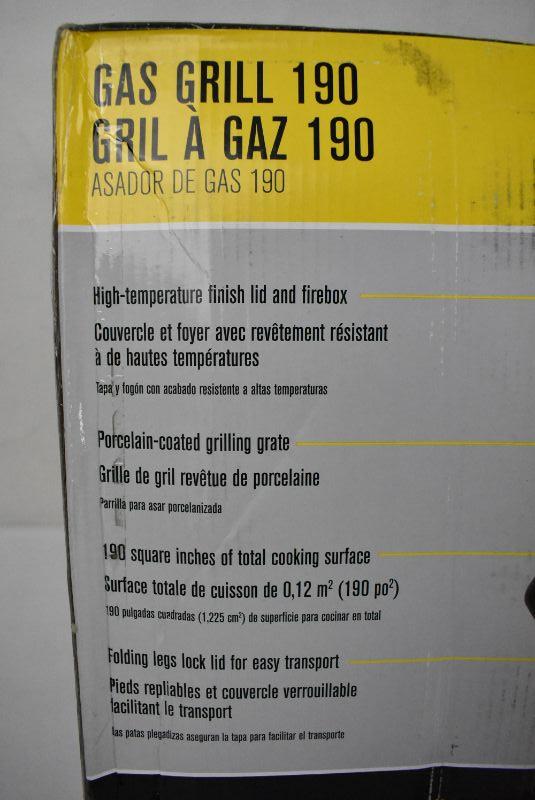 GAS GRILL 190
GRIL À GAZ 190
ASADOR DE GAS 190
High-temperature finish lid and firebox
Couvercle et foyer avec revêtement résistant
à de hautes températures
Tapa y fogón con acabado resistente a altas temperaturas
Porcelain-coated grilling grate
Grille de gril revêtue de porcelaine
Parrilla para asar porcelanizada
190 square inches of total cooking surface
Surface totale de cuisson de 0,12 m² (190 po²)
190 pulgadas cuadradas (1,225 cm²) de superficie para cocinar en total
Folding legs lock lid for easy transport
Pieds repliables et couvercle verrouillable
facilitant le transport
Las patas plegadizas aseguran la tapa para facilitar el transporte